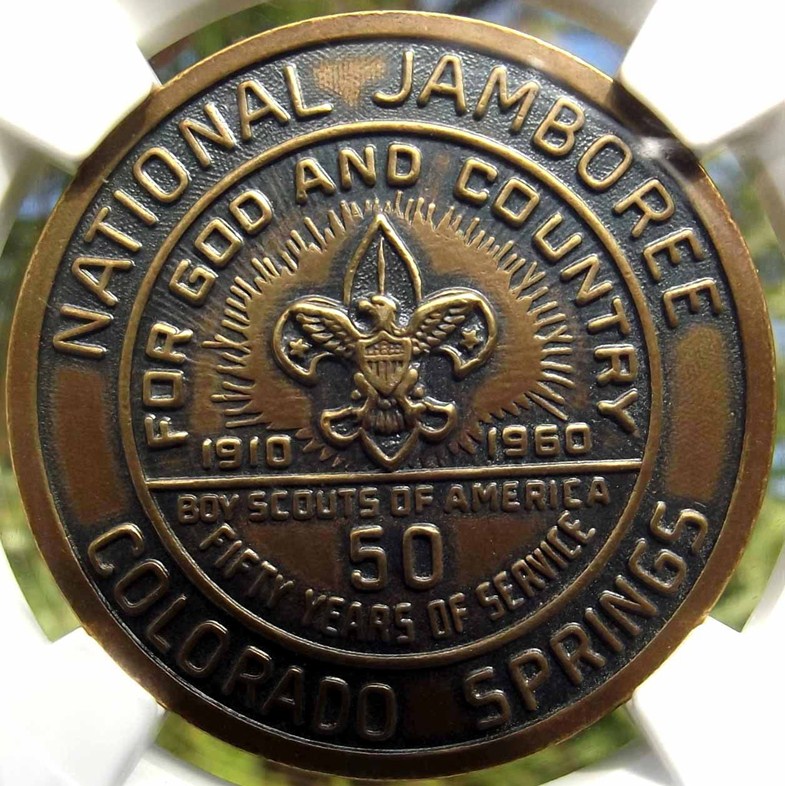 NATIONAL JAMBOREE
FOR GOD AND COUNTRY
1910 1960
BOY SCOUTS OF AMERICA
50
FIFTY YEARS OF SERVICE
COLORADO SPRINGS